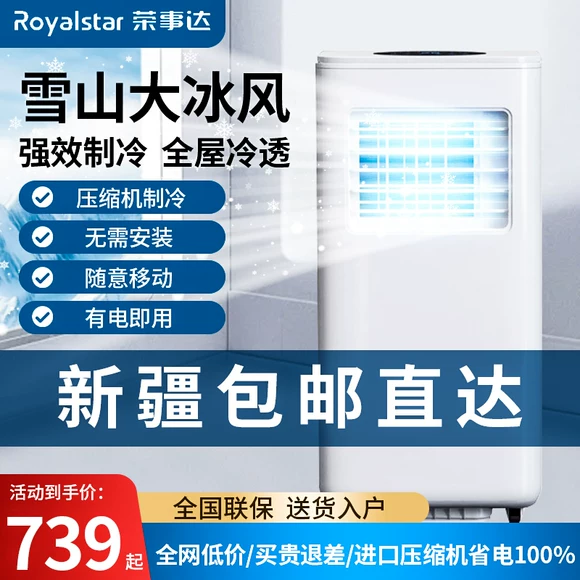 Royalstar 荣事达
雪山大冰风
强效制冷 全屋冷透
压缩机制冷
无需安装
随意移动
有电即用
新疆包邮直达
活动到手价:
739起
全国联保 送货入户
全网低价/买贵退差/进口压缩机省电100%